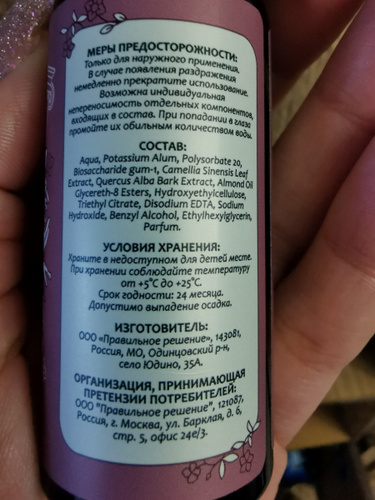 МЕРЫ ПРЕДОСТОРОЖНОСТИ:
Только для наружного применения.
В случае появления раздражения
немедленно прекратите использование.
Возможна индивидуальная
непереносимость отдельных компонентов,
входящих в состав. При попадании в глаза
промойте их обильным количеством воды.
СОСТАВ:
Aqua, Potassium Alum, Polysorbate 20,
Biosaccharide gum-1, Camellia Sinensis Leaf
Extract, Quercus Alba Bark Extract, Almond Oil
Glycereth-8 Esters, Hydroxyethylcellulose,
Triethyl Citrate, Disodium EDTA, Sodium
Hydroxide, Benzyl Alcohol, Ethylhexylglycerin,
Parfum.
УСЛОВИЯ ХРАНЕНИЯ:
Храните в недоступном для детей месте.
При хранении соблюдайте температуру
от +5°C до +25°C.
Срок годности: 24 месяца.
Допустимо выпадение осадка.
ИЗГОТОВИТЕЛЬ:
ООО «Правильное решение», 143081,
Россия, МО, Одинцовский р-н,
село Юдино, 35А.
ОРГАНИЗАЦИЯ, ПРИНИМАЮЩАЯ
ПРЕТЕНЗИИ ПОТРЕБИТЕЛЕЙ:
ООО "Правильное решение", 121087,
Россия, г. Москва, ул. Барклая, д. 6,
стр. 5, офис 24е/3.